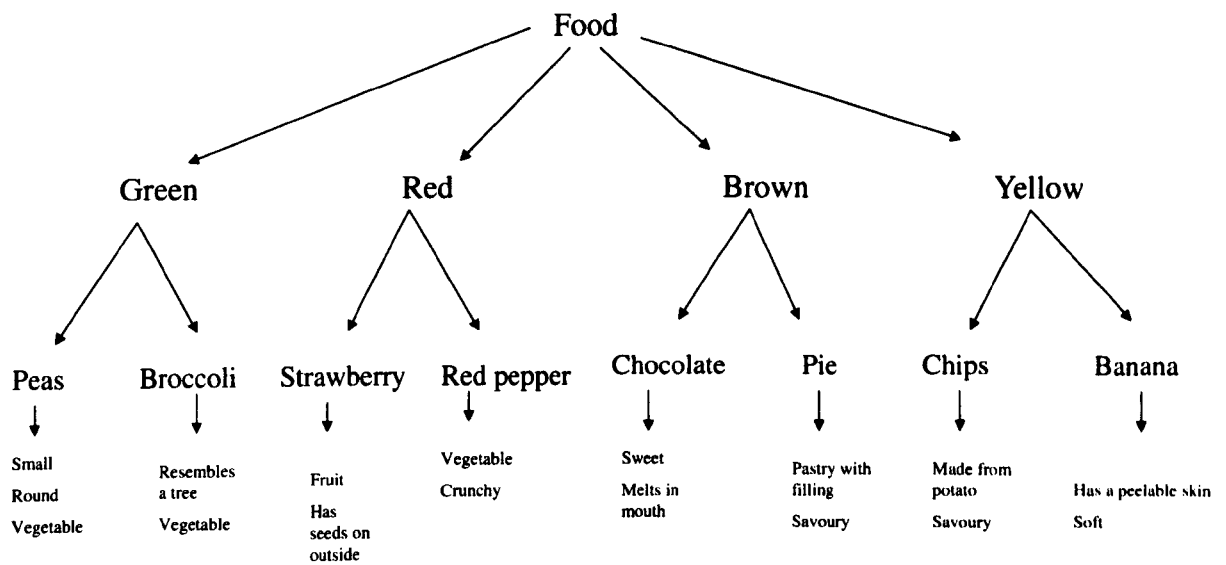 Food
Green
Red
Brown
Yellow
Peas
Broccoli
Strawberry
Red pepper
Chocolate
Pie
Chips
Banana
Small
Round
Vegetable
Resembles
a tree
Vegetable
Fruit
Has
seeds on
outside
Vegetable
Crunchy
Sweet
Melts in
mouth
Pastry with
filling
Savoury
Made from
potato
Savoury
Has a peelable skin
Soft